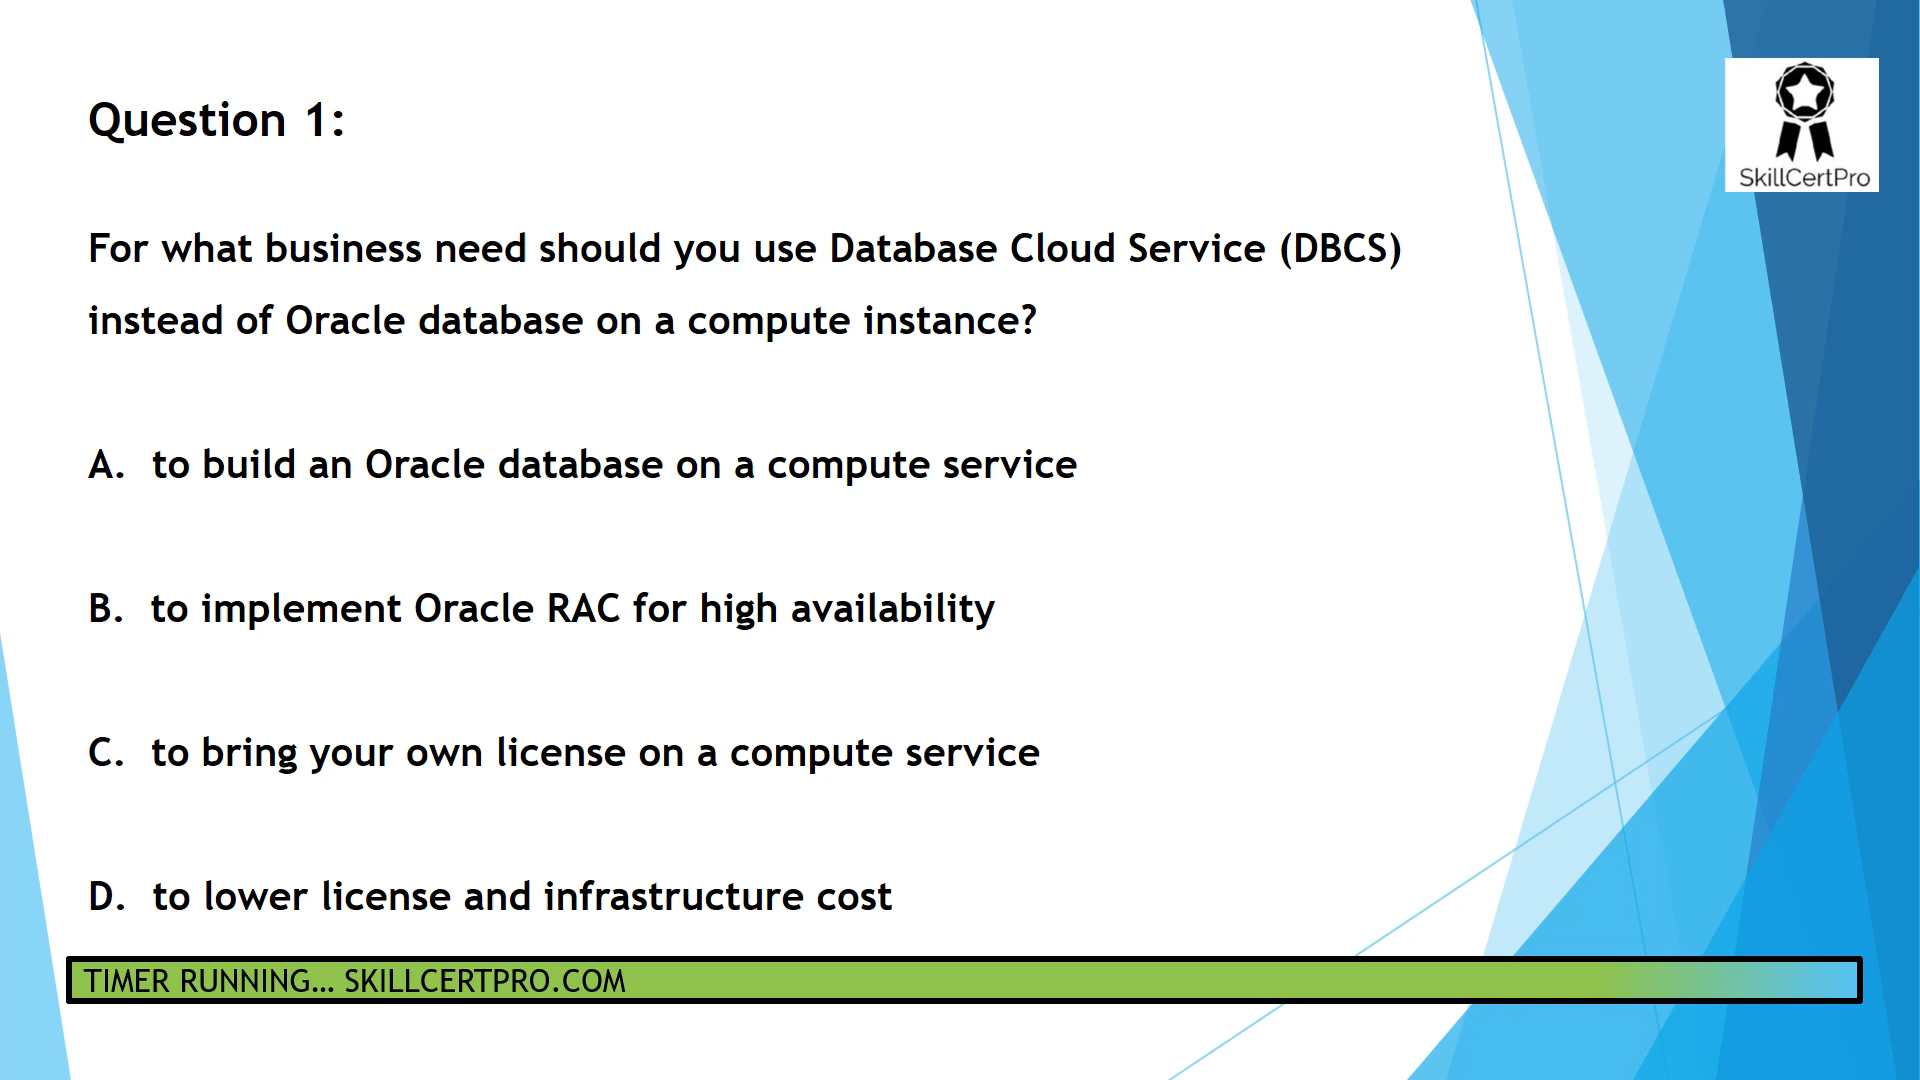 Question 1:
SkillCertPro
For what business need should you use Database Cloud Service (DBCS)
instead of Oracle database on a compute instance?
A. to build an Oracle database on a compute service
B. to implement Oracle RAC for high availability
C. to bring your own license on a compute service
D. to lower license and infrastructure cost
TIMER RUNNING... SKILLCERTPRO.COM